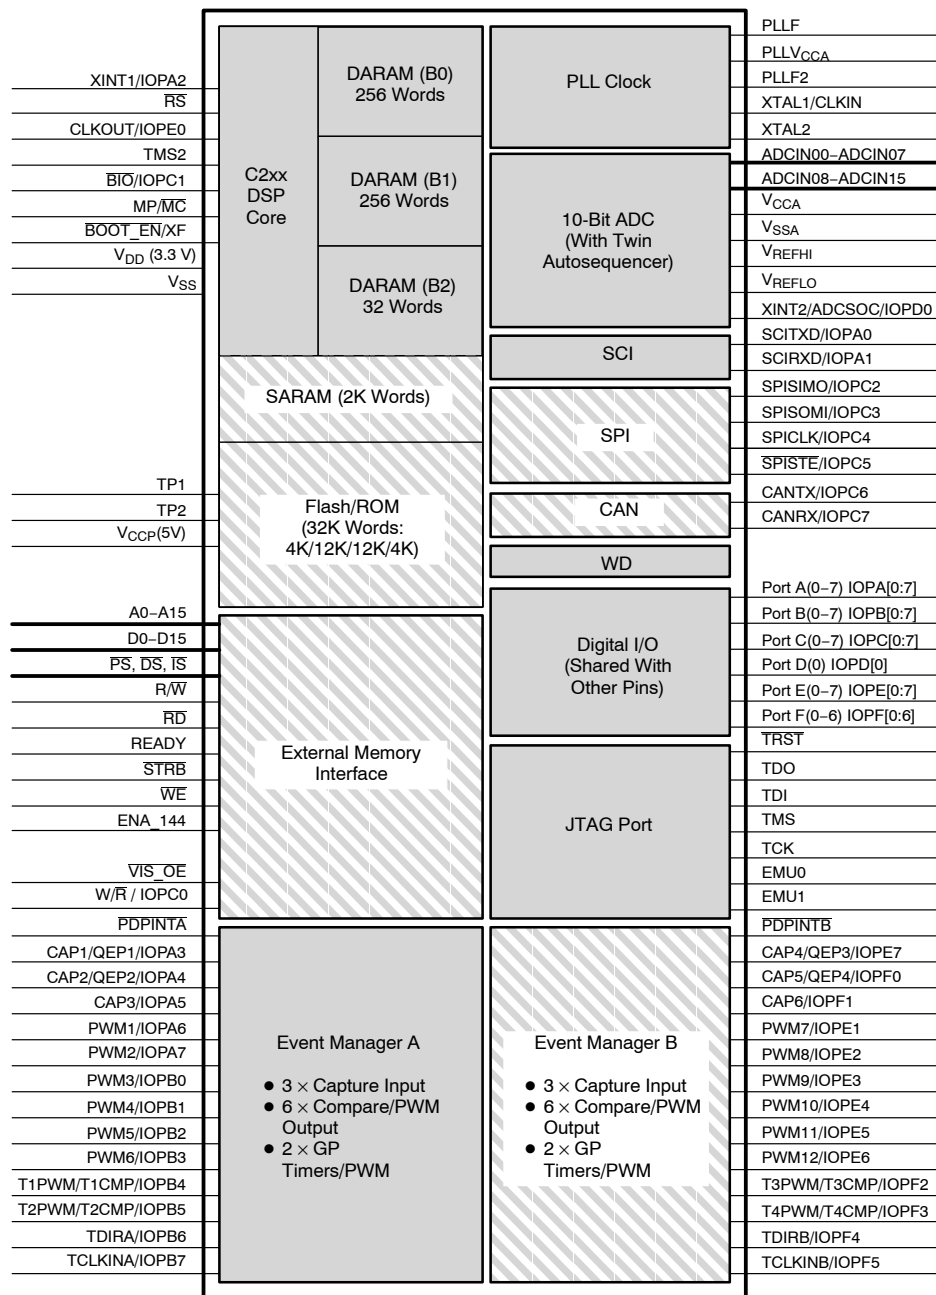 XINT1/IOPA2
RS
CLKOUT/IOPE0
TMS2
BIO/IOPC1
MP/MC
BOOT_EN/XF
VDD (3.3 V)
VSS
TP1
TP2
VCCP(5V)
A0−A15
D0−D15
PS, DS, IS
R/W
RD
READY
STRB
WE
ENA_144
VIS_OE
W/R / IOPC0
PDPINTA
CAP1/QEP1/IOPA3
CAP2/QEP2/IOPA4
CAP3/IOPA5
PWM1/IOPA6
PWM2/IOPA7
PWM3/IOPB0
PWM4/IOPB1
PWM5/IOPB2
PWM6/IOPB3
T1PWM/T1CMP/IOPB4
T2PWM/T2CMP/IOPB5
TDIRA/IOPB6
TCLKINA/IOPB7
C2xx
DSP
Core
DARAM (B0)
256 Words
DARAM (B1)
256 Words
DARAM (B2)
32 Words
SARAM (2K Words)
Flash/ROM
(32K Words:
4K/12K/12K/4K)
External Memory
Interface
Event Manager A
● 3 × Capture Input
● 6 × Compare/PWM
Output
● 2 × GP
Timers/PWM
PLL Clock
10-Bit ADC
(With Twin
Autosequencer)
SCI
SPI
CAN
WD
Digital I/O
(Shared With
Other Pins)
JTAG Port
Event Manager B
● 3 × Capture Input
● 6 × Compare/PWM
Output
● 2 × GP
Timers/PWM
PLLF
PLLVCCA
PLLF2
XTAL1/CLKIN
XTAL2
ADCIN00−ADCIN07
ADCIN08−ADCIN15
VCCA
VSSA
VREFHI
VREFLO
XINT2/ADCSOC/IOPD0
SCITXD/IOPA0
SCIRXD/IOPA1
SPISIMO/IOPC2
SPISOMI/IOPC3
SPICLK/IOPC4
SPISTE/IOPC5
CANTX/IOPC6
CANRX/IOPC7
Port A(0−7) IOPA[0:7]
Port B(0−7) IOPB[0:7]
Port C(0−7) IOPC[0:7]
Port D(0) IOPD[0]
Port E(0−7) IOPE[0:7]
Port F(0−6) IOPF[0:6]
TRST
TDO
TDI
TMS
TCK
EMU0
EMU1
PDPINTB
CAP4/QEP3/IOPE7
CAP5/QEP4/IOPF0
CAP6/IOPF1
PWM7/IOPE1
PWM8/IOPE2
PWM9/IOPE3
PWM10/IOPE4
PWM11/IOPE5
PWM12/IOPE6
T3PWM/T3CMP/IOPF2
T4PWM/T4CMP/IOPF3
TDIRB/IOPF4
TCLKINB/IOPF5